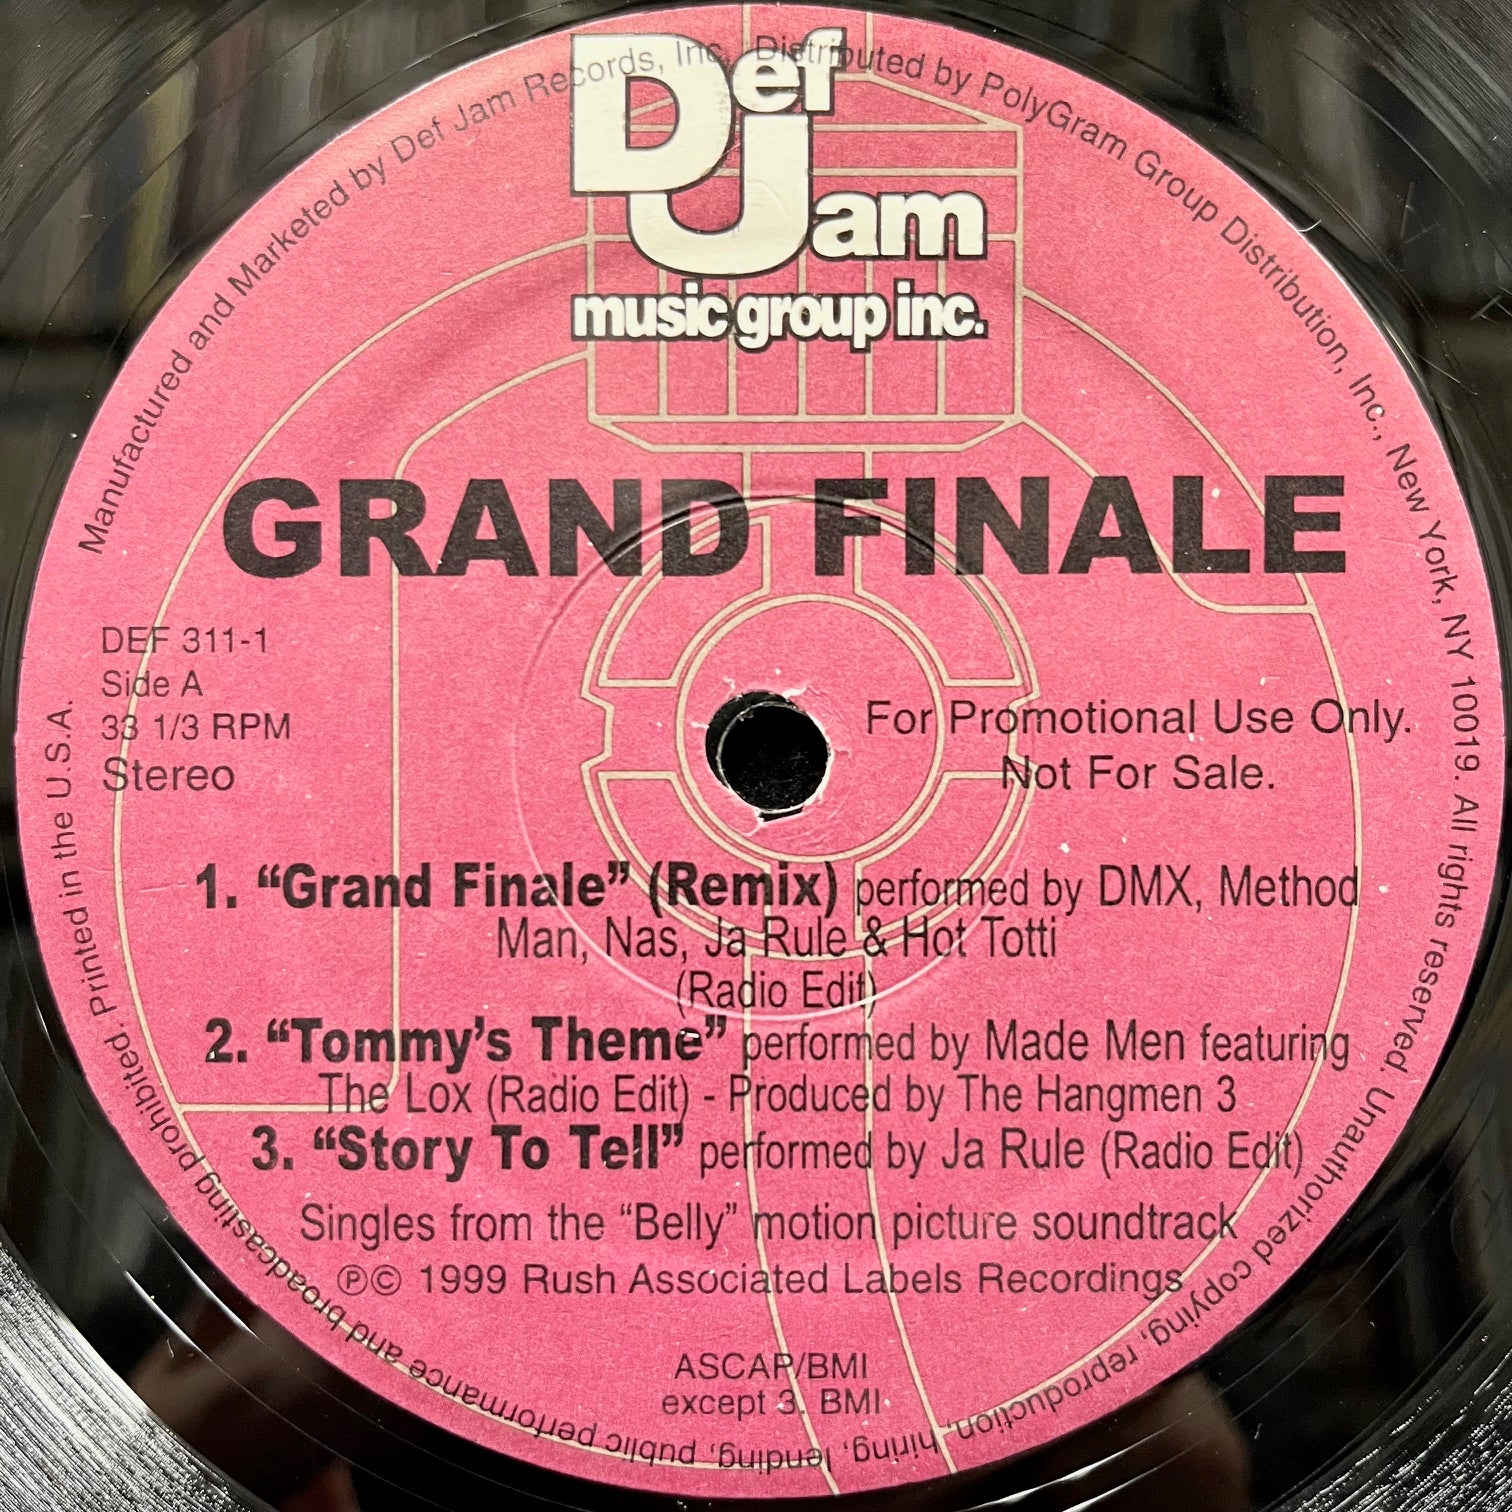 Def Jam
music group inc.
Manufactured and Marketed by Def Jam Records, Inc. Distributed by PolyGram Group Distribution, Inc., New York, NY 10019. All rights reserved. Unauthorized copying, reproduction, hiring, lending, public performance and broadcasting prohibited. Printed in the U.S.A.
GRAND FINALE
DEF 311-1
Side A
33 1/3 RPM
Stereo
For Promotional Use Only.
Not For Sale.
1. “Grand Finale” (Remix) performed by DMX, Method
Man, Nas, Ja Rule & Hot Totti
(Radio Edit)
2. “Tommy’s Theme” performed by Made Men featuring
The Lox (Radio Edit) - Produced by The Hangmen 3
3. “Story To Tell” performed by Ja Rule (Radio Edit)
Singles from the “Belly” motion picture soundtrack
℗© 1999 Rush Associated Labels Recordings
ASCAP/BMI
except 3. BMI